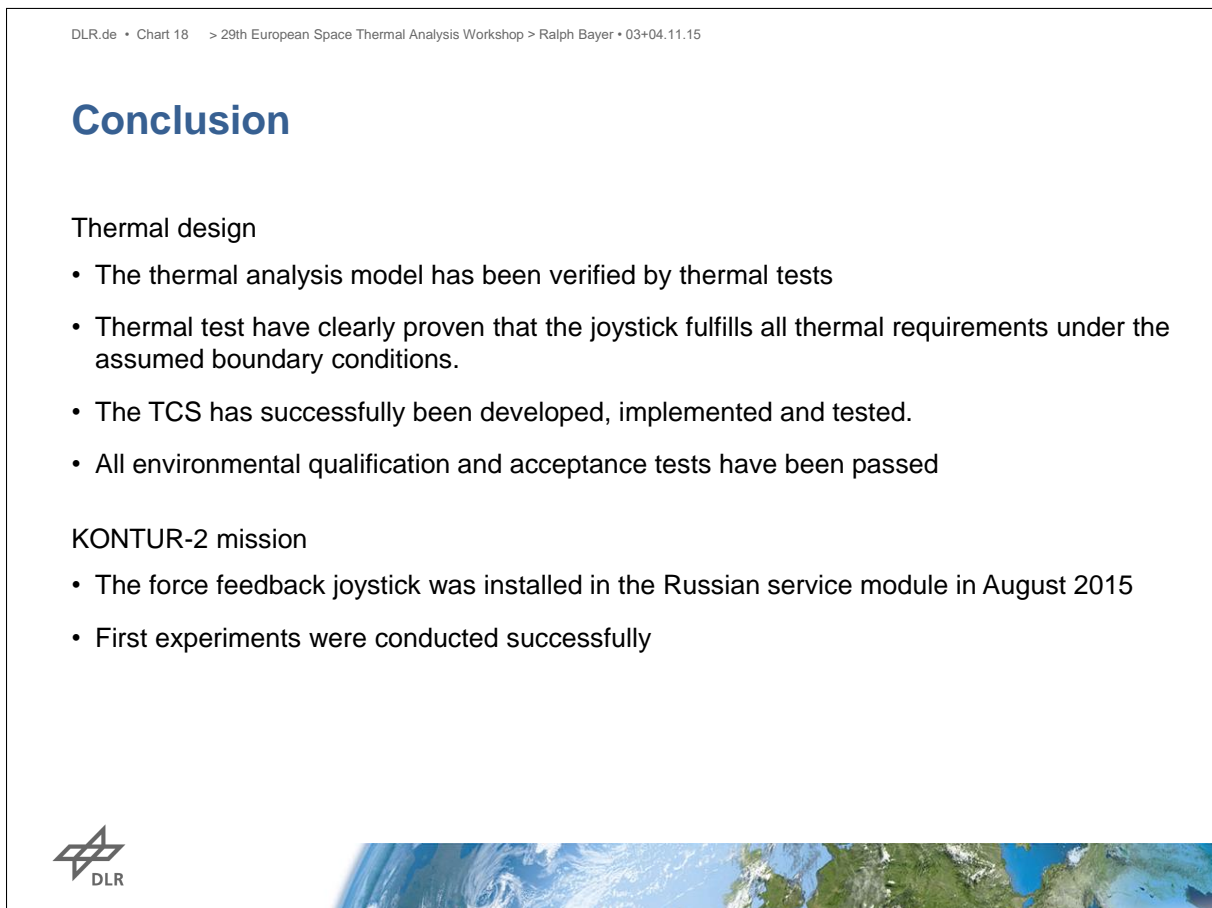 DLR.de • Chart 18 > 29th European Space Thermal Analysis Workshop > Ralph Bayer • 03+04.11.15
Conclusion
Thermal design
• The thermal analysis model has been verified by thermal tests
• Thermal test have clearly proven that the joystick fulfills all thermal requirements under the
assumed boundary conditions.
• The TCS has successfully been developed, implemented and tested.
• All environmental qualification and acceptance tests have been passed
KONTUR-2 mission
• The force feedback joystick was installed in the Russian service module in August 2015
• First experiments were conducted successfully
DLR